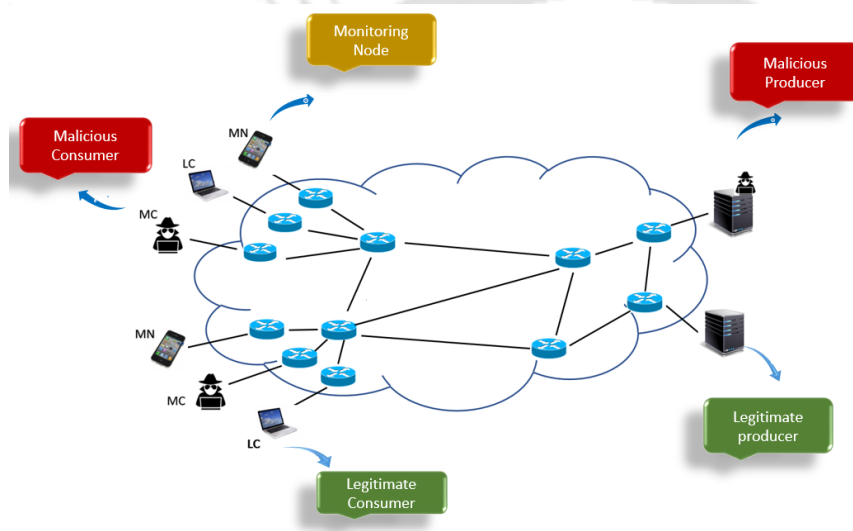 Monitoring
Node
Malicious
Producer
Malicious
Consumer
MN
LC
MC
MN
MC
LC
Legitimate
producer
Legitimate
Consumer